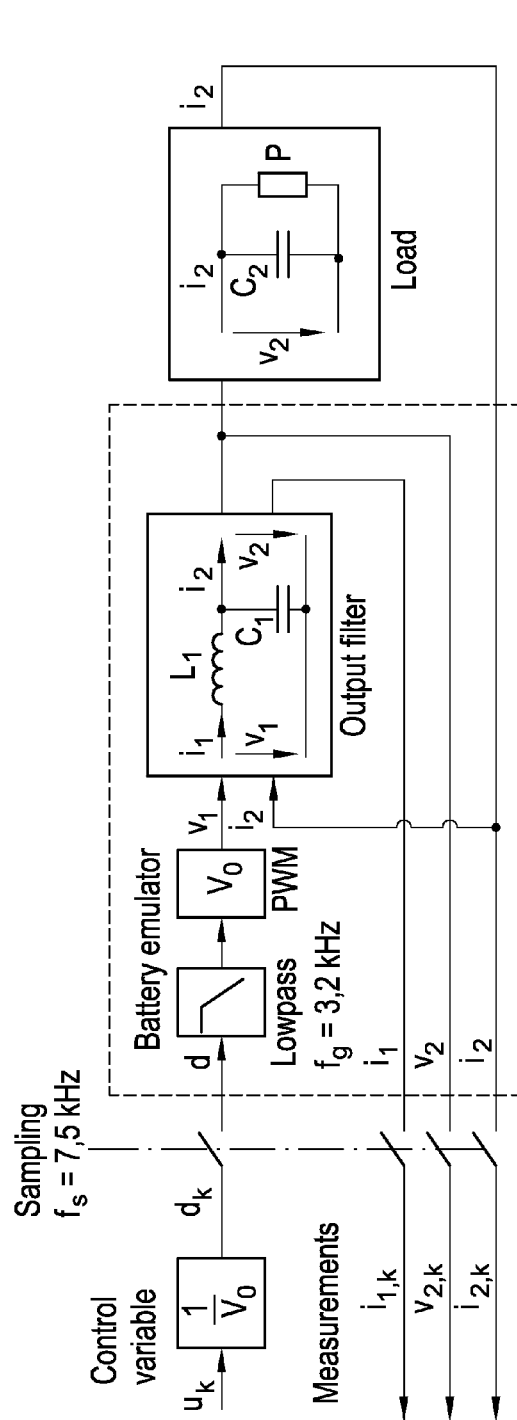 Sampling
f_s = 7,5 kHz
Control
variable
u_k
1
V_0
d_k
d
Battery emulator
Lowpass
f_g = 3,2 kHz
V_0
PWM
v_1
i_2
i_1
L_1
i_2
v_1
C_1
v_2
Output filter
i_2
i_2
C_2
v_2
P
Load
Measurements
i_1,k
v_2,k
i_2,k
i_1
v_2
i_2